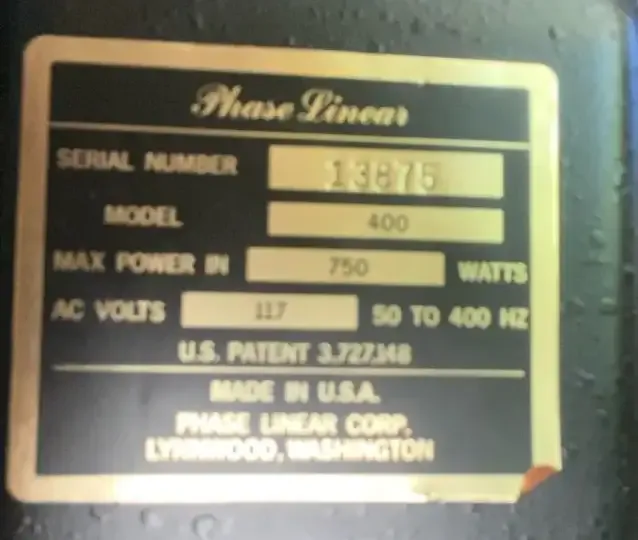 Phase Linear
SERIAL NUMBER 13875
MODEL 400
MAX POWER IN 750 WATTS
AC VOLTS 117 50 TO 400 HZ
U.S. PATENT 3,727,148
MADE IN U.S.A.
PHASE LINEAR CORP.
LYNNWOOD, WASHINGTON